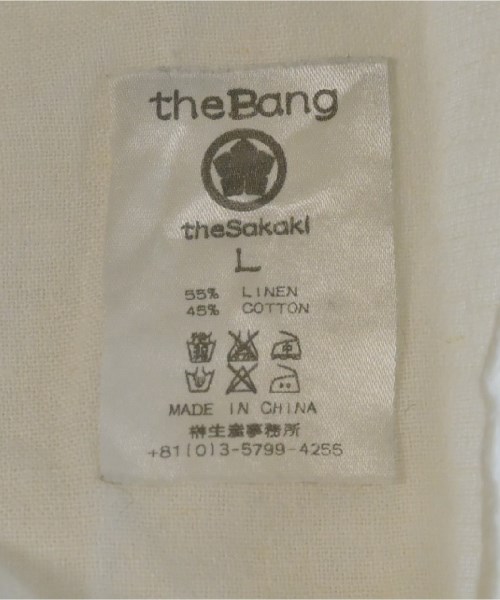 theBang
theSakaki
L
55% LINEN
45% COTTON
MADE IN CHINA
榊生産事務所
+81(0)3-5799-4255